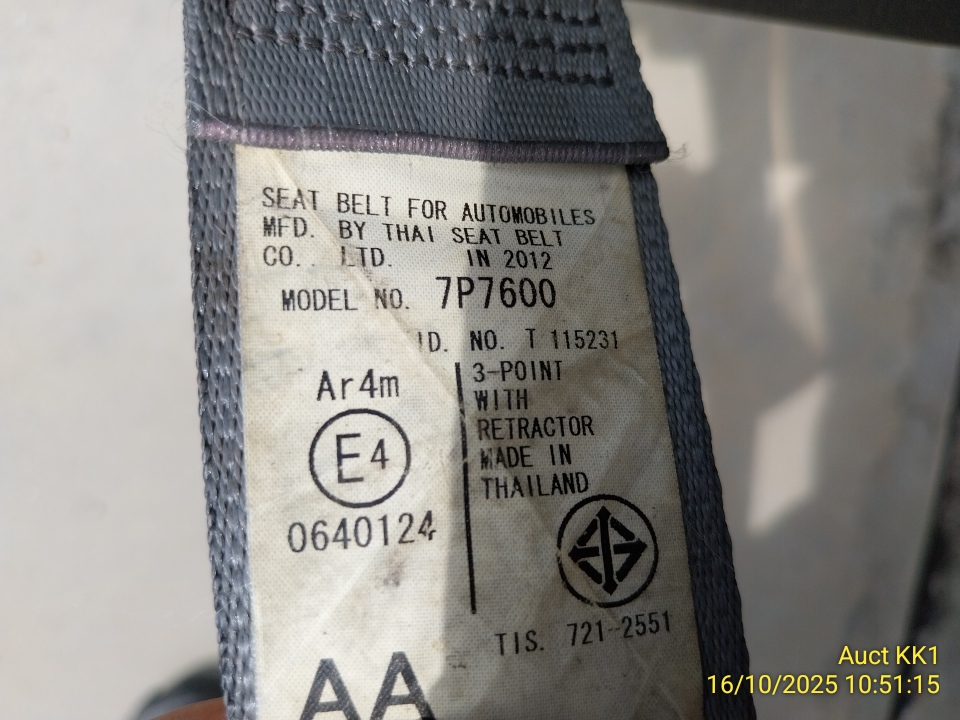 SEAT BELT FOR AUTOMOBILES
MFD. BY THAI SEAT BELT
CO. LTD. IN 2012
MODEL NO. 7P7600
ID. NO. T 115231
Ar4m
E4
0640124
3-POINT
WITH
RETRACTOR
MADE IN
THAILAND
TIS. 721-2551
AA
Auct KK1
16/10/2025 10:51:15